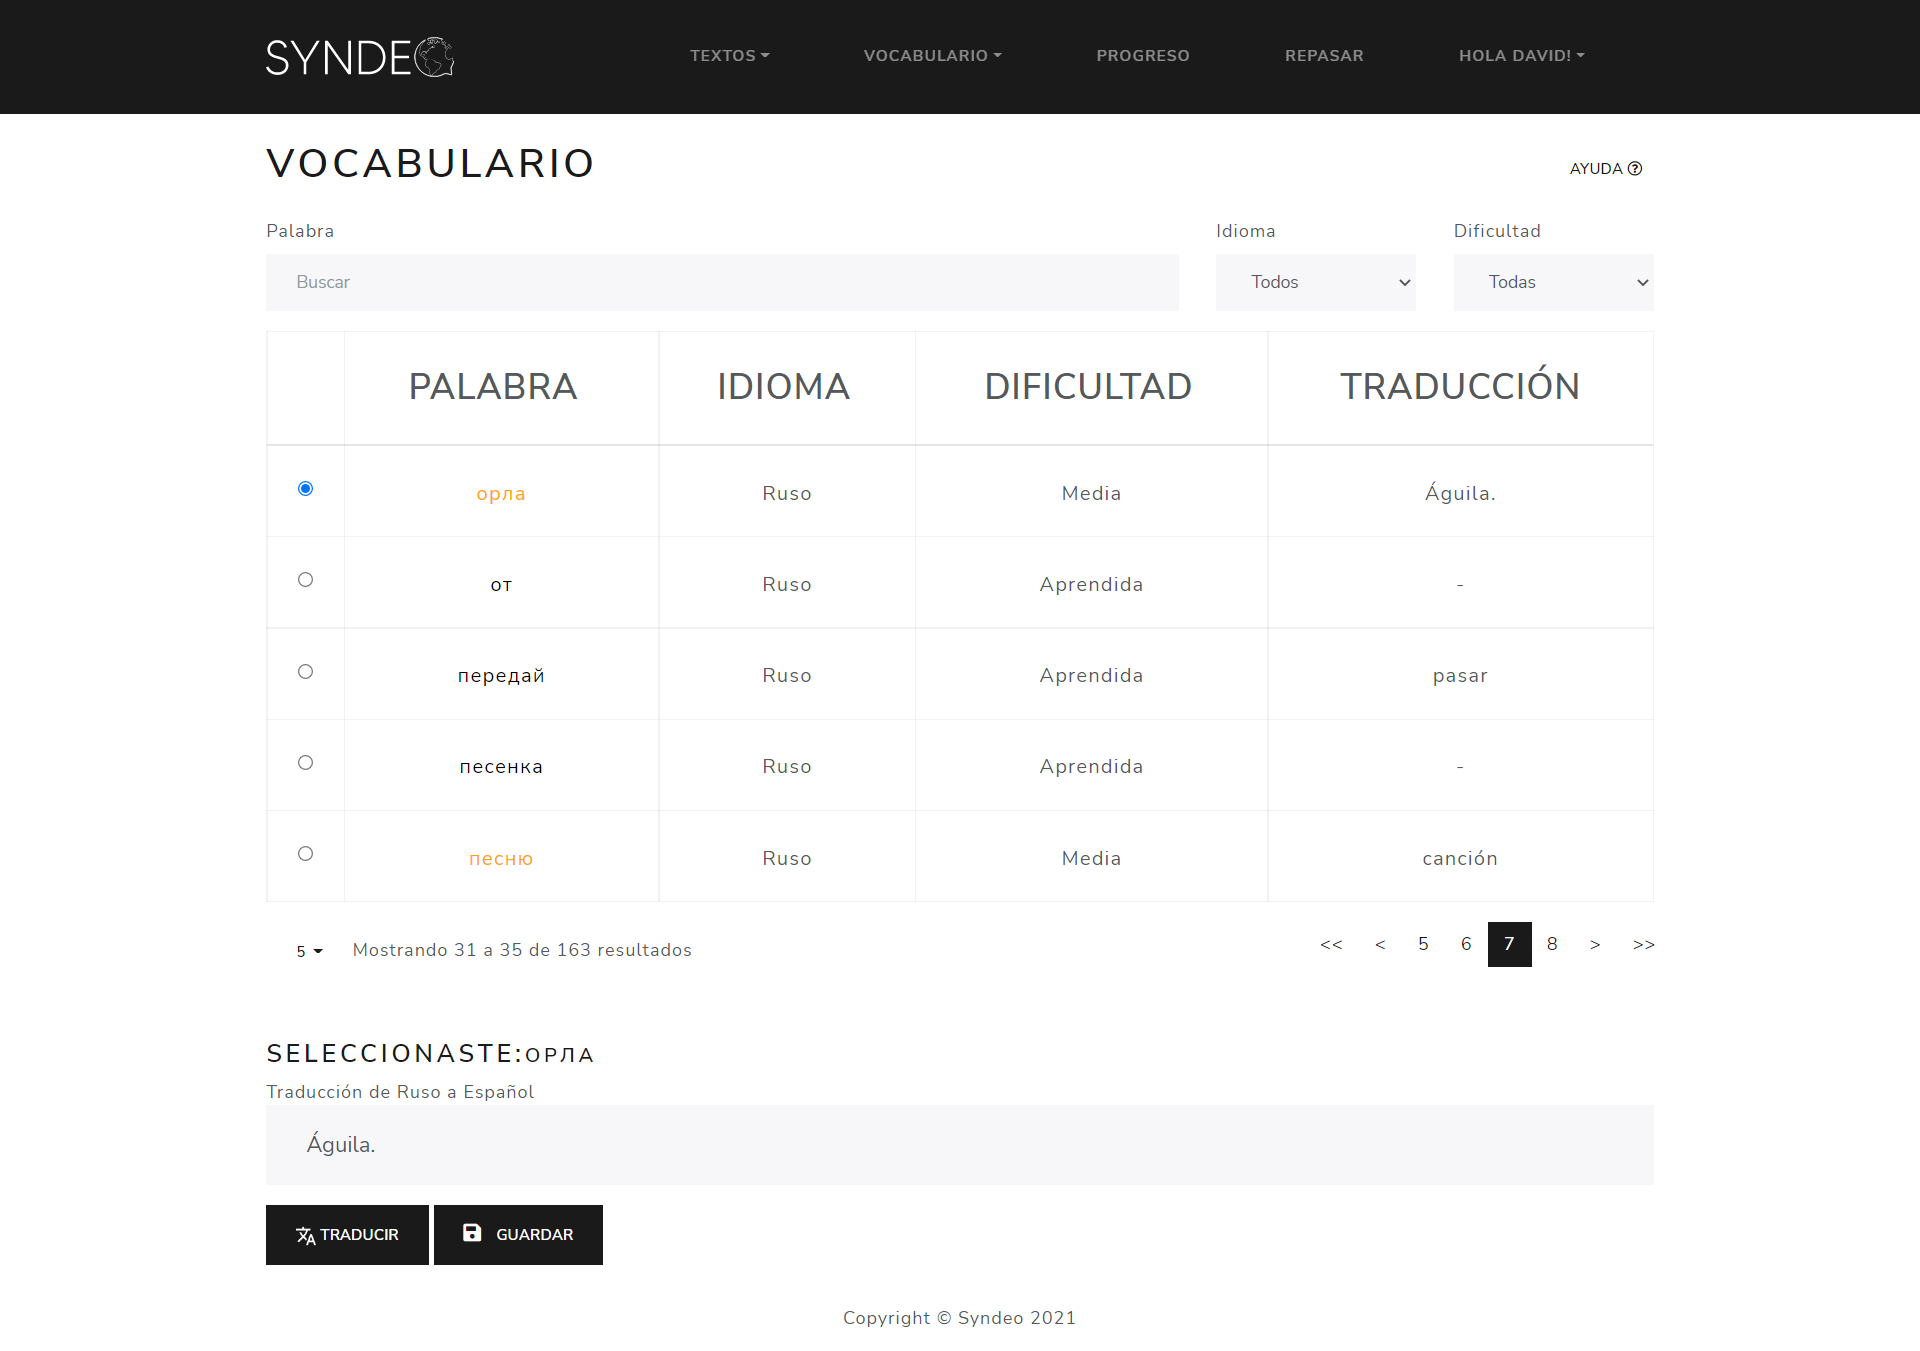 SYNDEO
TEXTOS VOCABULARIO PROGRESO REPASAR HOLA DAVID!
VOCABULARIO
AYUDA
Palabra Idioma Dificultad
Buscar Todos Todas
PALABRA IDIOMA DIFICULTAD TRADUCCIÓN
орла Ruso Media Águila.
от Ruso Aprendida -
передай Ruso Aprendida pasar
песенка Ruso Aprendida -
песню Ruso Media canción
5 Mostrando 31 a 35 de 163 resultados << < 5 6 7 8 > >>
SELECCIONASTE:ОРЛА
Traducción de Ruso a Español
Águila.
TRADUCIR GUARDAR
Copyright © Syndeo 2021